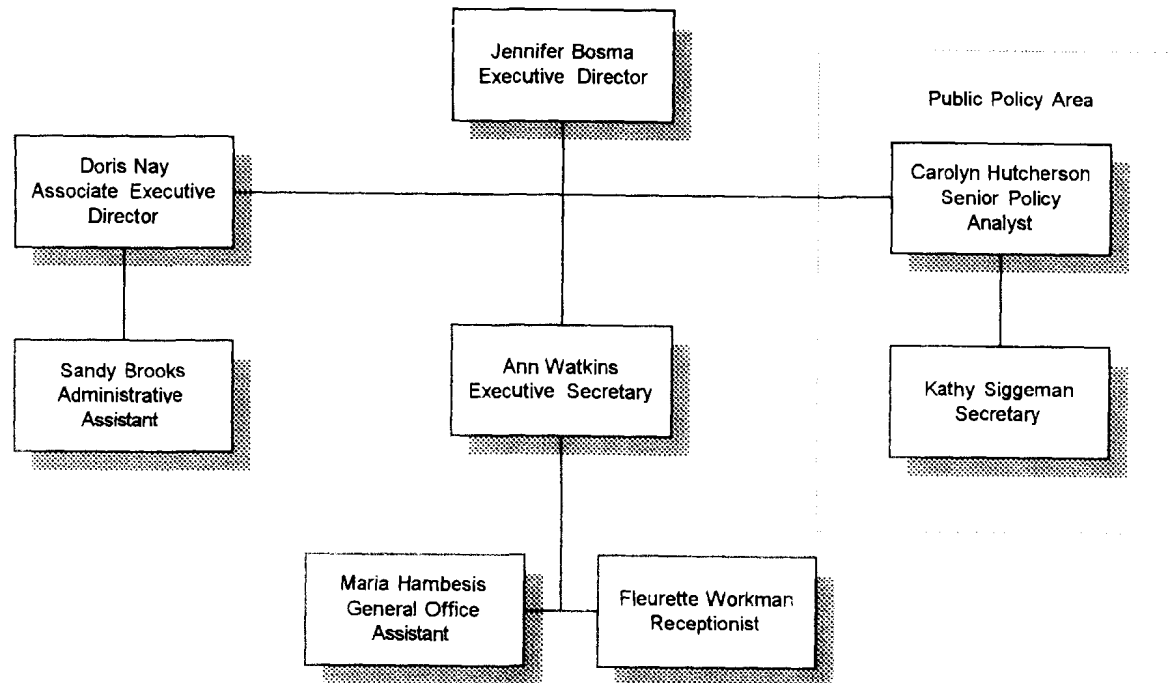 Jennifer Bosma
Executive Director
Public Policy Area
Doris Nay
Associate Executive
Director
Carolyn Hutcherson
Senior Policy
Analyst
Sandy Brooks
Administrative
Assistant
Ann Watkins
Executive Secretary
Kathy Siggeman
Secretary
Maria Hambesis
General Office
Assistant
Fleurette Workman
Receptionist